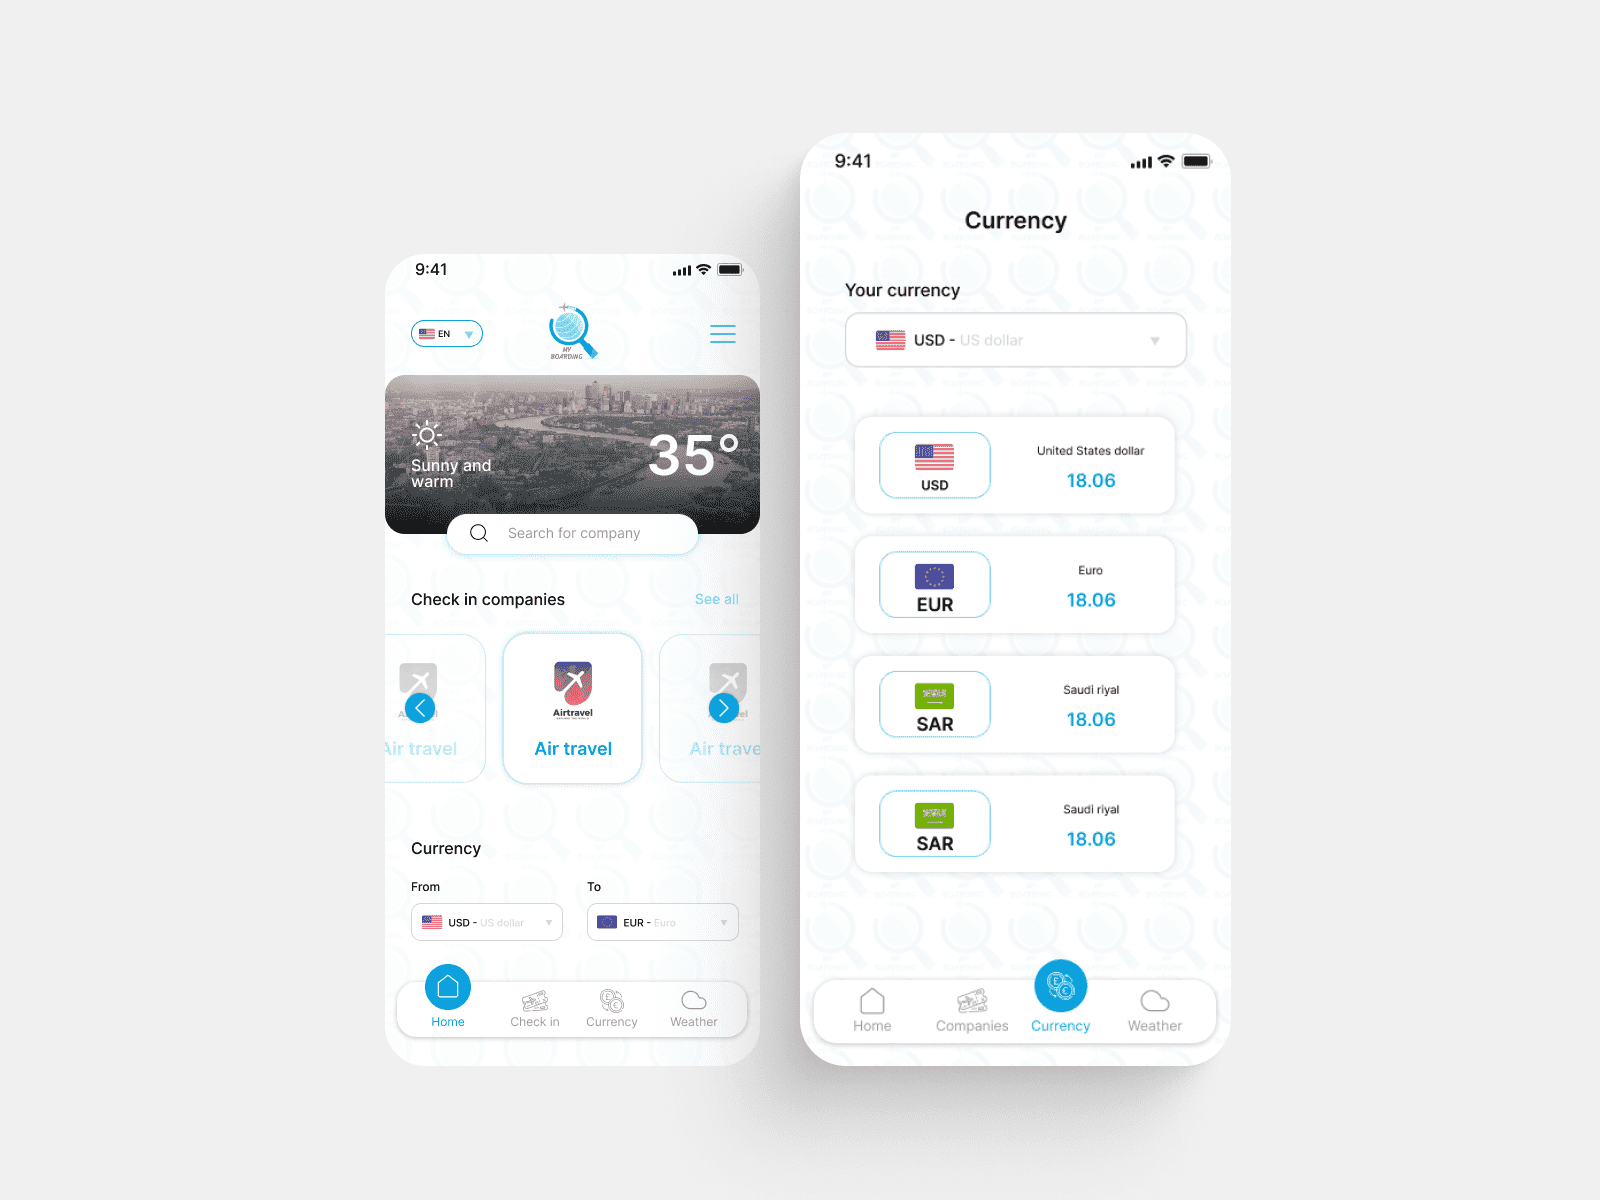 9:41
EN
MY
BOARDING
Sunny and
warm
35°
Search for company
Check in companies
See all
Air travel
Airtravel
Air travel
Air trave
Currency
From
To
USD - US dollar
EUR - Euro
Home
Check in
Currency
Weather
9:41
Currency
Your currency
USD - US dollar
USD
United States dollar
18.06
EUR
Euro
18.06
SAR
Saudi riyal
18.06
SAR
Saudi riyal
18.06
Home
Companies
Currency
Weather